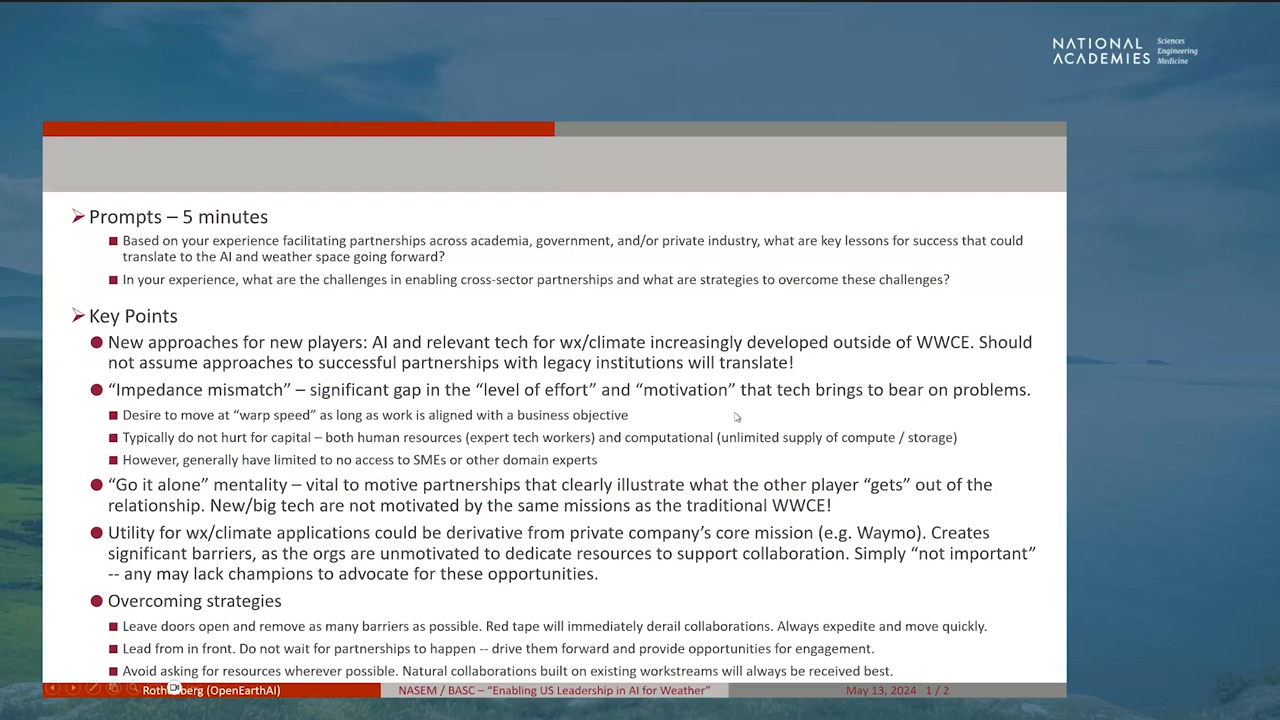 NATIONAL
ACADEMIES
Sciences
Engineering
Medicine
Prompts – 5 minutes
Based on your experience facilitating partnerships across academia, government, and/or private industry, what are key lessons for success that could
translate to the AI and weather space going forward?
In your experience, what are the challenges in enabling cross-sector partnerships and what are strategies to overcome these challenges?
Key Points
New approaches for new players: AI and relevant tech for wx/climate increasingly developed outside of WWCE. Should
not assume approaches to successful partnerships with legacy institutions will translate!
“Impedance mismatch” – significant gap in the “level of effort” and “motivation” that tech brings to bear on problems.
Desire to move at “warp speed” as long as work is aligned with a business objective
Typically do not hurt for capital – both human resources (expert tech workers) and computational (unlimited supply of compute / storage)
However, generally have limited to no access to SMEs or other domain experts
“Go it alone” mentality – vital to motive partnerships that clearly illustrate what the other player “gets” out of the
relationship. New/big tech are not motivated by the same missions as the traditional WWCE!
Utility for wx/climate applications could be derivative from private company’s core mission (e.g. Waymo). Creates
significant barriers, as the orgs are unmotivated to dedicate resources to support collaboration. Simply “not important”
-- any may lack champions to advocate for these opportunities.
Overcoming strategies
Leave doors open and remove as many barriers as possible. Red tape will immediately derail collaborations. Always expedite and move quickly.
Lead from in front. Do not wait for partnerships to happen -- drive them forward and provide opportunities for engagement.
Avoid asking for resources wherever possible. Natural collaborations built on existing workstreams will always be received best.
(OpenEarthAI) NASEM / BASC – “Enabling US Leadership in AI for Weather” May 13, 2024 1 / 2